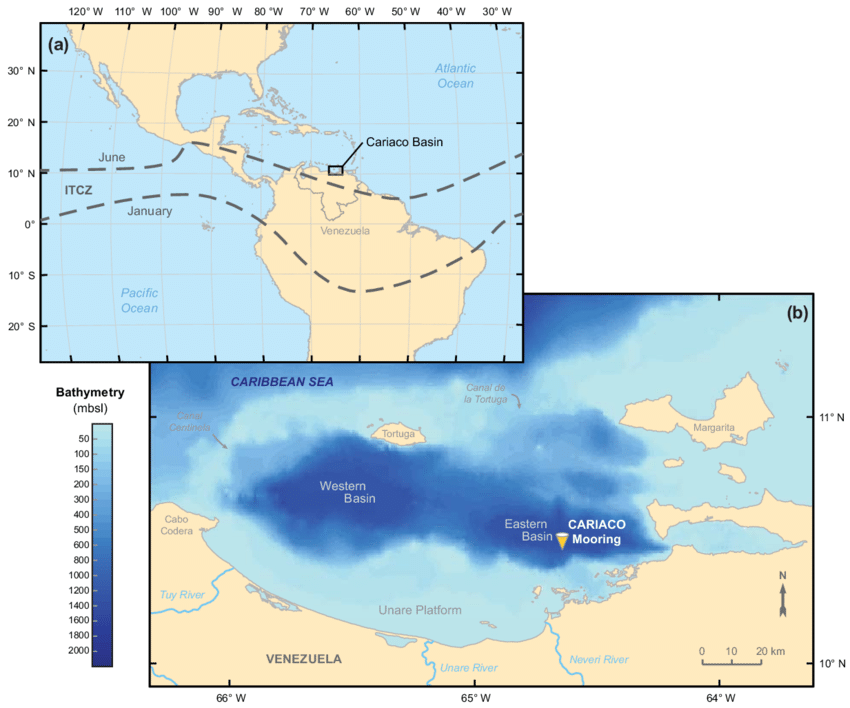 120° W 110° W 100° W 90° W 80° W 70° W 60° W 50° W 40° W 30° W
(a)
30° N
20° N
10° N
0°
10° S
20° S
Atlantic
Ocean
Cariaco Basin
June
ITCZ
January
Venezuela
Pacific
Ocean
(b)
Bathymetry
(mbsl)
50
100
150
200
300
400
500
600
800
1000
1200
1400
1600
1800
2000
CARIBBEAN SEA
Canal de
la Tortuga
Canal
Centinela
Tortuga
Margarita
11° N
Western
Basin
Eastern
Basin
CARIACO
Mooring
Cabo
Codera
Tuy River
Unare Platform
N
VENEZUELA
Unare River
Neveri River
0 10 20 km
10° N
66° W 65° W 64° W